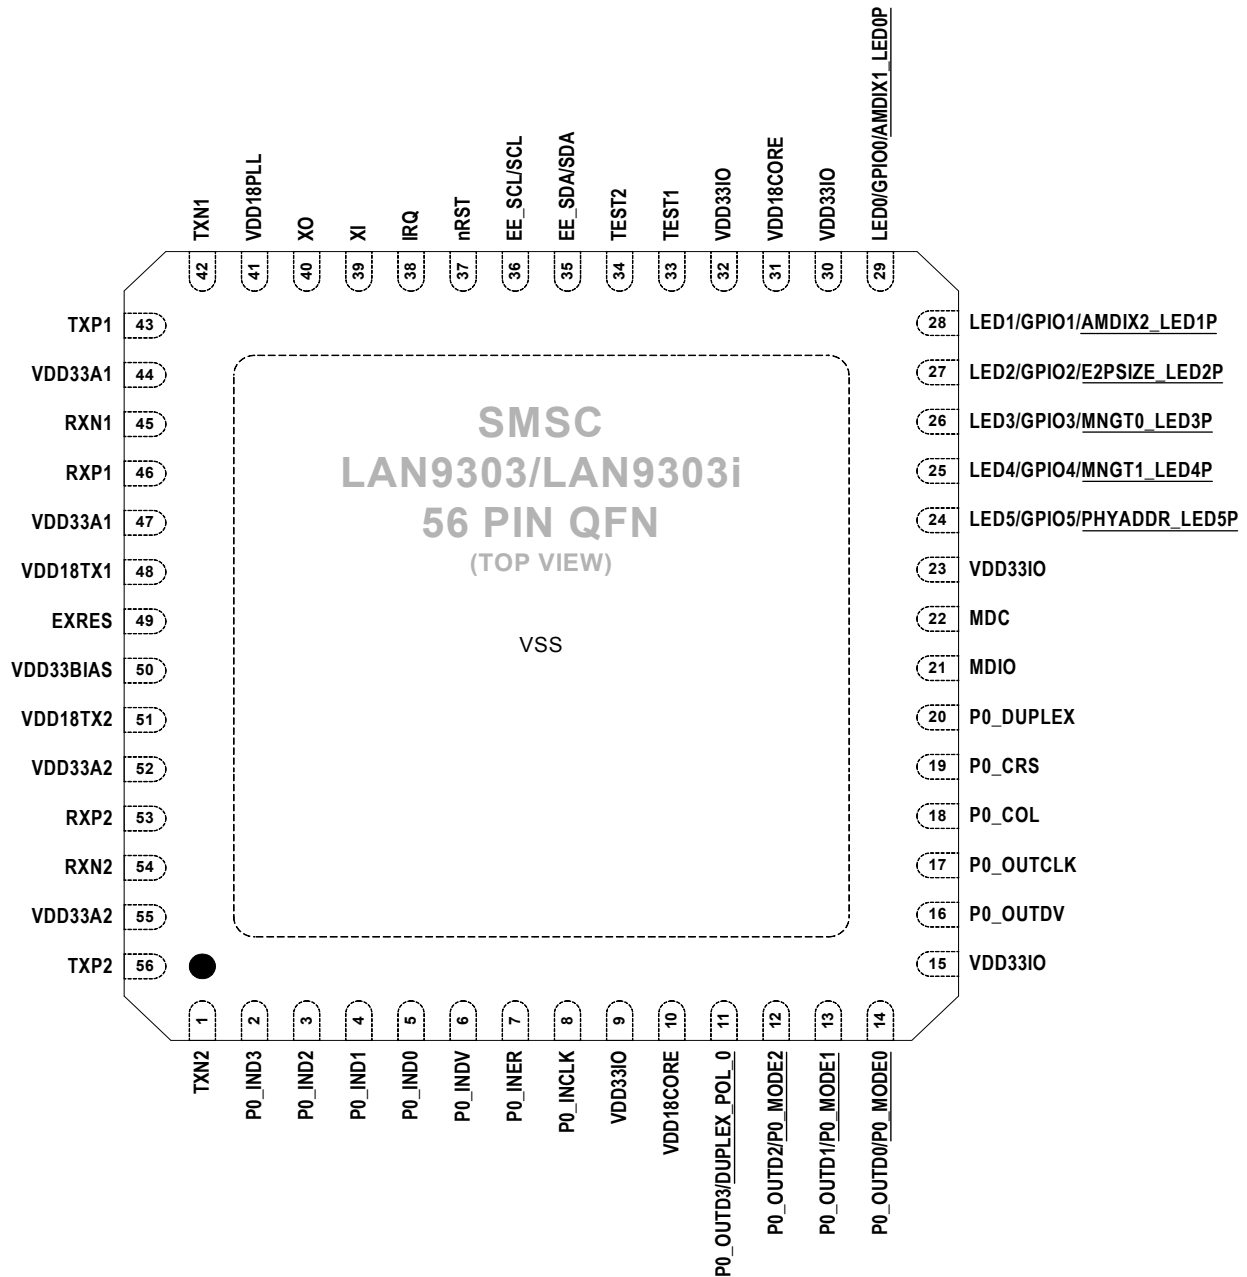 LED0/GPIO0/AMDIX1_LED0P
TXN1
VDD18PLL
XO
XI
IRQ
nRST
EE_SCL/SCL
EE_SDA/SDA
TEST2
TEST1
VDD33IO
VDD18CORE
VDD33IO
42
41
40
39
38
37
36
35
34
33
32
31
30
29
TXP1 43
VDD33A1 44
RXN1 45
RXP1 46
VDD33A1 47
VDD18TX1 48
EXRES 49
VDD33BIAS 50
VDD18TX2 51
VDD33A2 52
RXP2 53
RXN2 54
VDD33A2 55
TXP2 56
SMSC
LAN9303/LAN9303i
56 PIN QFN
(TOP VIEW)
VSS
28 LED1/GPIO1/AMDIX2_LED1P
27 LED2/GPIO2/E2PSIZE_LED2P
26 LED3/GPIO3/MNGT0_LED3P
25 LED4/GPIO4/MNGT1_LED4P
24 LED5/GPIO5/PHYADDR_LED5P
23 VDD33IO
22 MDC
21 MDIO
20 P0_DUPLEX
19 P0_CRS
18 P0_COL
17 P0_OUTCLK
16 P0_OUTDV
15 VDD33IO
1
2
3
4
5
6
7
8
9
10
11
12
13
14
TXN2
P0_IND3
P0_IND2
P0_IND1
P0_IND0
P0_INDV
P0_INER
P0_INCLK
VDD33IO
VDD18CORE
P0_OUTD3/DUPLEX_POL_0
P0_OUTD2/P0_MODE2
P0_OUTD1/P0_MODE1
P0_OUTD0/P0_MODE0